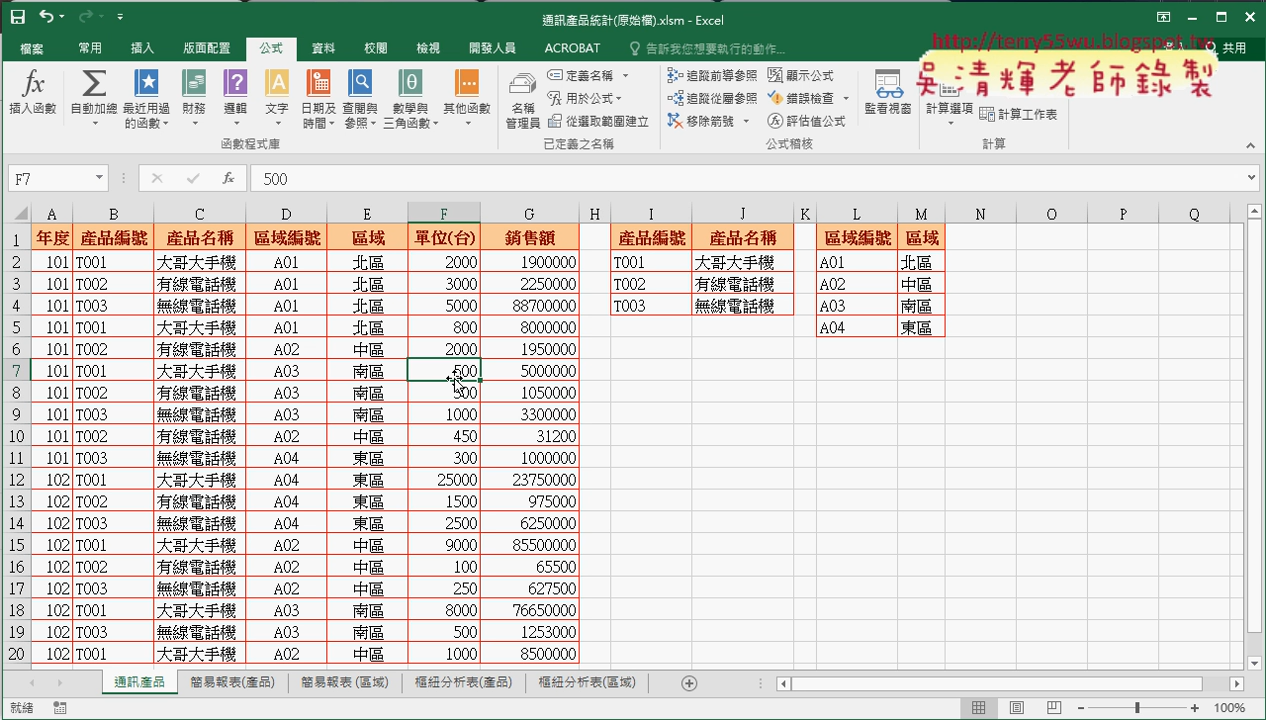 通訊產品統計(原始檔).xlsm - Excel
檔案 常用 插入 版面配置 公式 資料 校閱 檢視 開發人員 ACROBAT 告訴我您想要執行的動作... 共用
http://terry55wu.blogspot.tw
吳清輝老師錄製
插入函數 自動加總 最近用過的函數 財務 邏輯 文字 日期及時間 查閱與參照 數學與三角函數 其他函數
函數程式庫
名稱管理員 定義名稱 用於公式 從選取範圍建立
已定義之名稱
追蹤前導參照 追蹤從屬參照 移除箭號 顯示公式 錯誤檢查 評估值公式 監看視窗
公式稽核
計算選項 計算工作表
計算
F7 fx 500
A B C D E F G H I J K L M N O P Q
1 年度 產品編號 產品名稱 區域編號 區域 單位(台) 銷售額 產品編號 產品名稱 區域編號 區域
2 101 T001 大哥大手機 A01 北區 2000 1900000 T001 大哥大手機 A01 北區
3 101 T002 有線電話機 A01 北區 3000 2250000 T002 有線電話機 A02 中區
4 101 T003 無線電話機 A01 北區 5000 88700000 T003 無線電話機 A03 南區
5 101 T001 大哥大手機 A01 北區 800 8000000 A04 東區
6 101 T002 有線電話機 A02 中區 2000 1950000
7 101 T001 大哥大手機 A03 南區 500 5000000
8 101 T002 有線電話機 A03 南區 1050000
9 101 T003 無線電話機 A03 南區 1000 3300000
10 101 T002 有線電話機 A02 中區 450 31200
11 101 T003 無線電話機 A04 東區 300 1000000
12 102 T001 大哥大手機 A04 東區 25000 23750000
13 102 T002 有線電話機 A04 東區 1500 975000
14 102 T003 無線電話機 A04 東區 2500 6250000
15 102 T001 大哥大手機 A02 中區 9000 85500000
16 102 T002 有線電話機 A02 中區 100 65500
17 102 T003 無線電話機 A02 中區 250 627500
18 102 T001 大哥大手機 A03 南區 8000 76650000
19 102 T003 無線電話機 A03 南區 500 1253000
20 102 T001 大哥大手機 A02 中區 1000 8500000
通訊產品 簡易報表(產品) 簡易報表 (區域) 樞紐分析表(產品) 樞紐分析表(區域)
就緒 100%